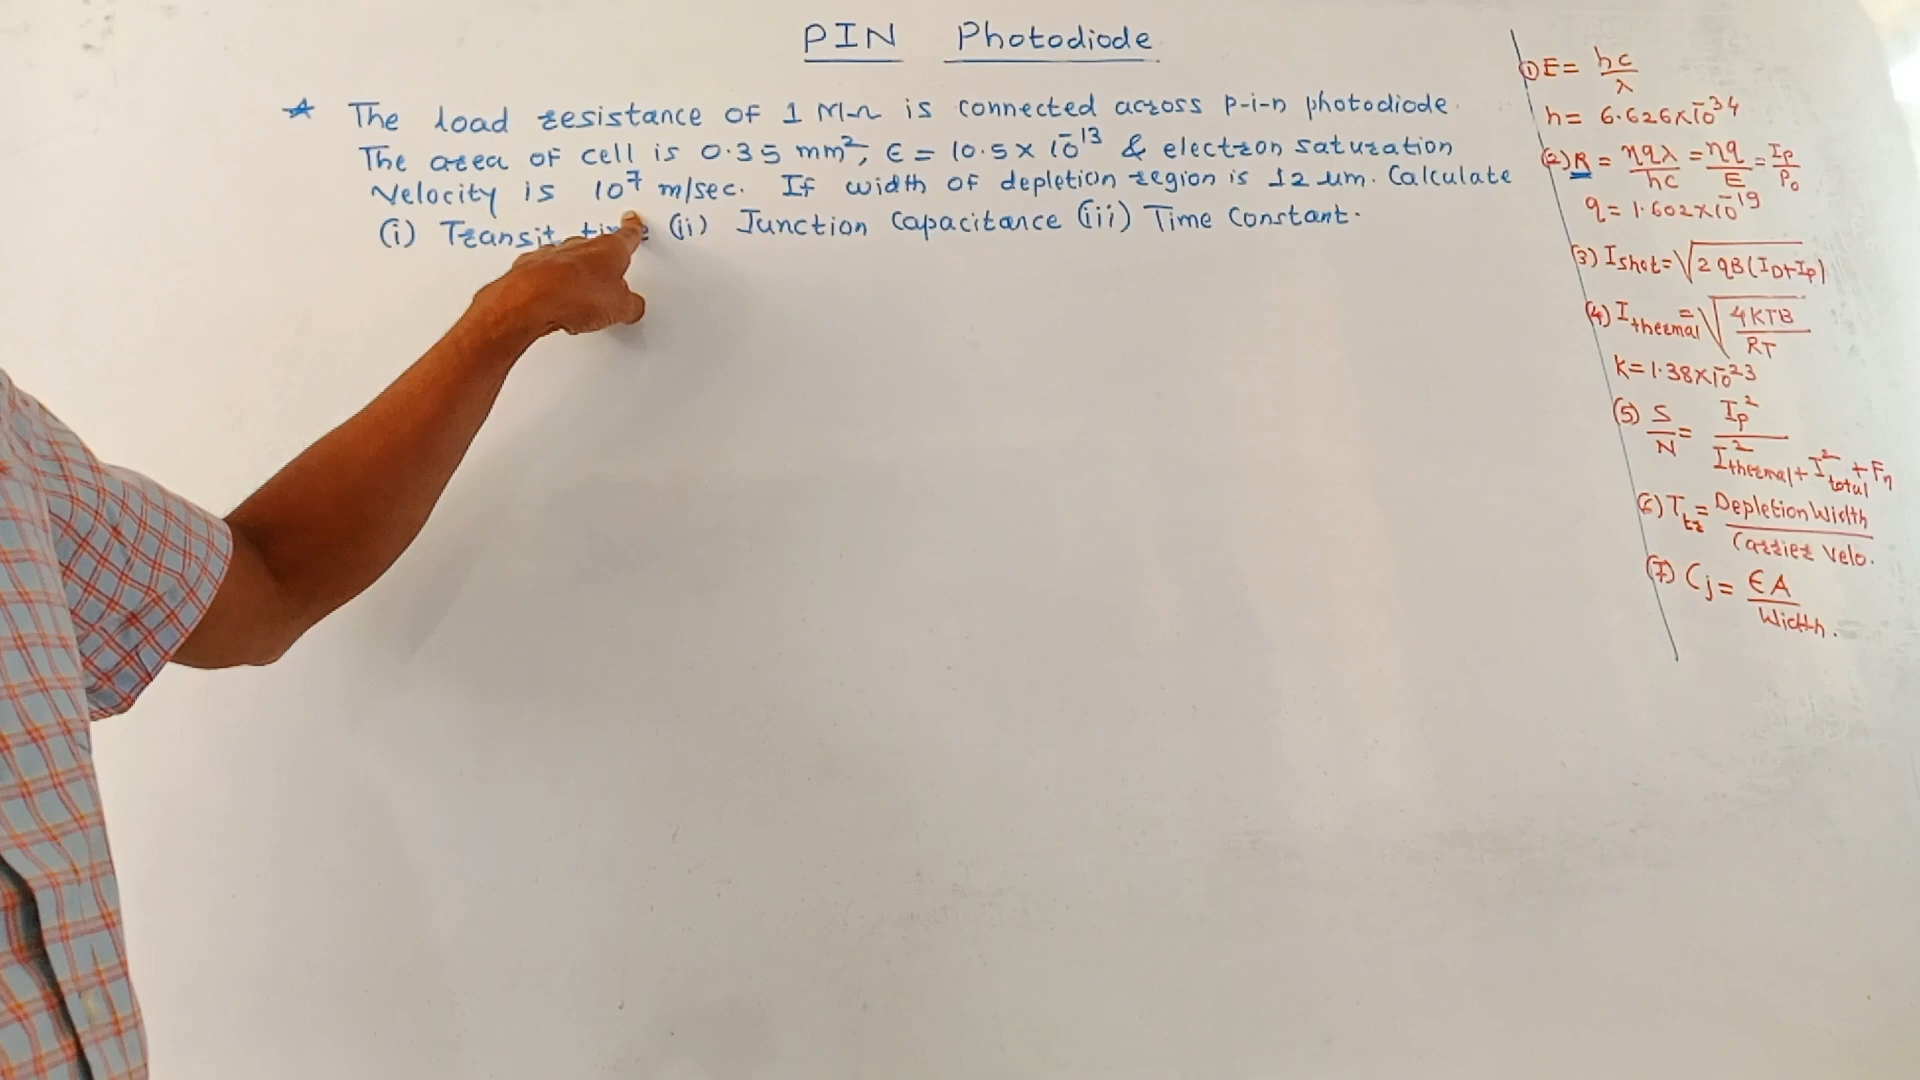 PIN Photodiode
* The load resistance of 1 MΩ is connected across p-i-n photodiode.
The area of cell is 0.35 mm², ϵ = 10.5 × 10⁻¹³ & electron saturation
Velocity is 10⁷ m/sec. If width of depletion region is 12 um. Calculate
(i) Transit time (ii) Junction Capacitance (iii) Time Constant.
① E = hc/λ
h = 6.626×10⁻³⁴
(2) R = ηqλ/hc = ηq/E = Ip/P₀
q = 1.602×10⁻¹⁹
(3) Ishot = √2qB(ID+Ip)
(4) Ithermal = √4KTB/RT
K = 1.38×10⁻²³
(5) S/N = Ip²/I²thermal + I²total + Fn
(6) Ttr = Depletion Width/Carrier Velo.
(7) Cj = ϵA/Width.